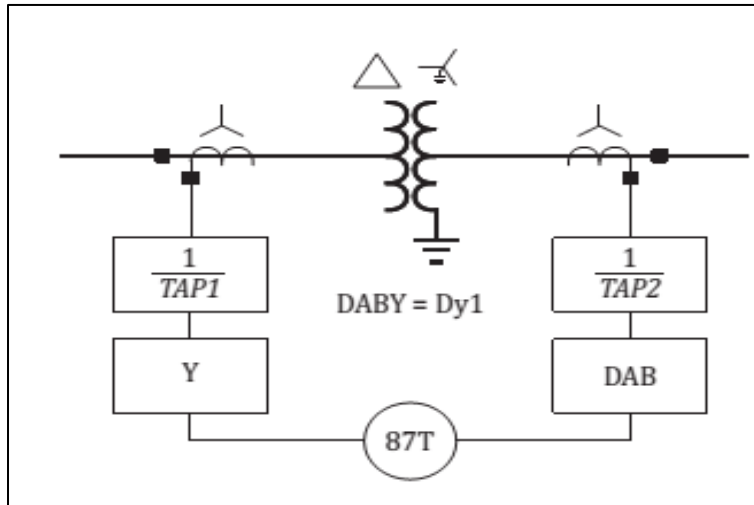 1
TAP1
1
TAP2
DABY = Dy1
Y
DAB
87T